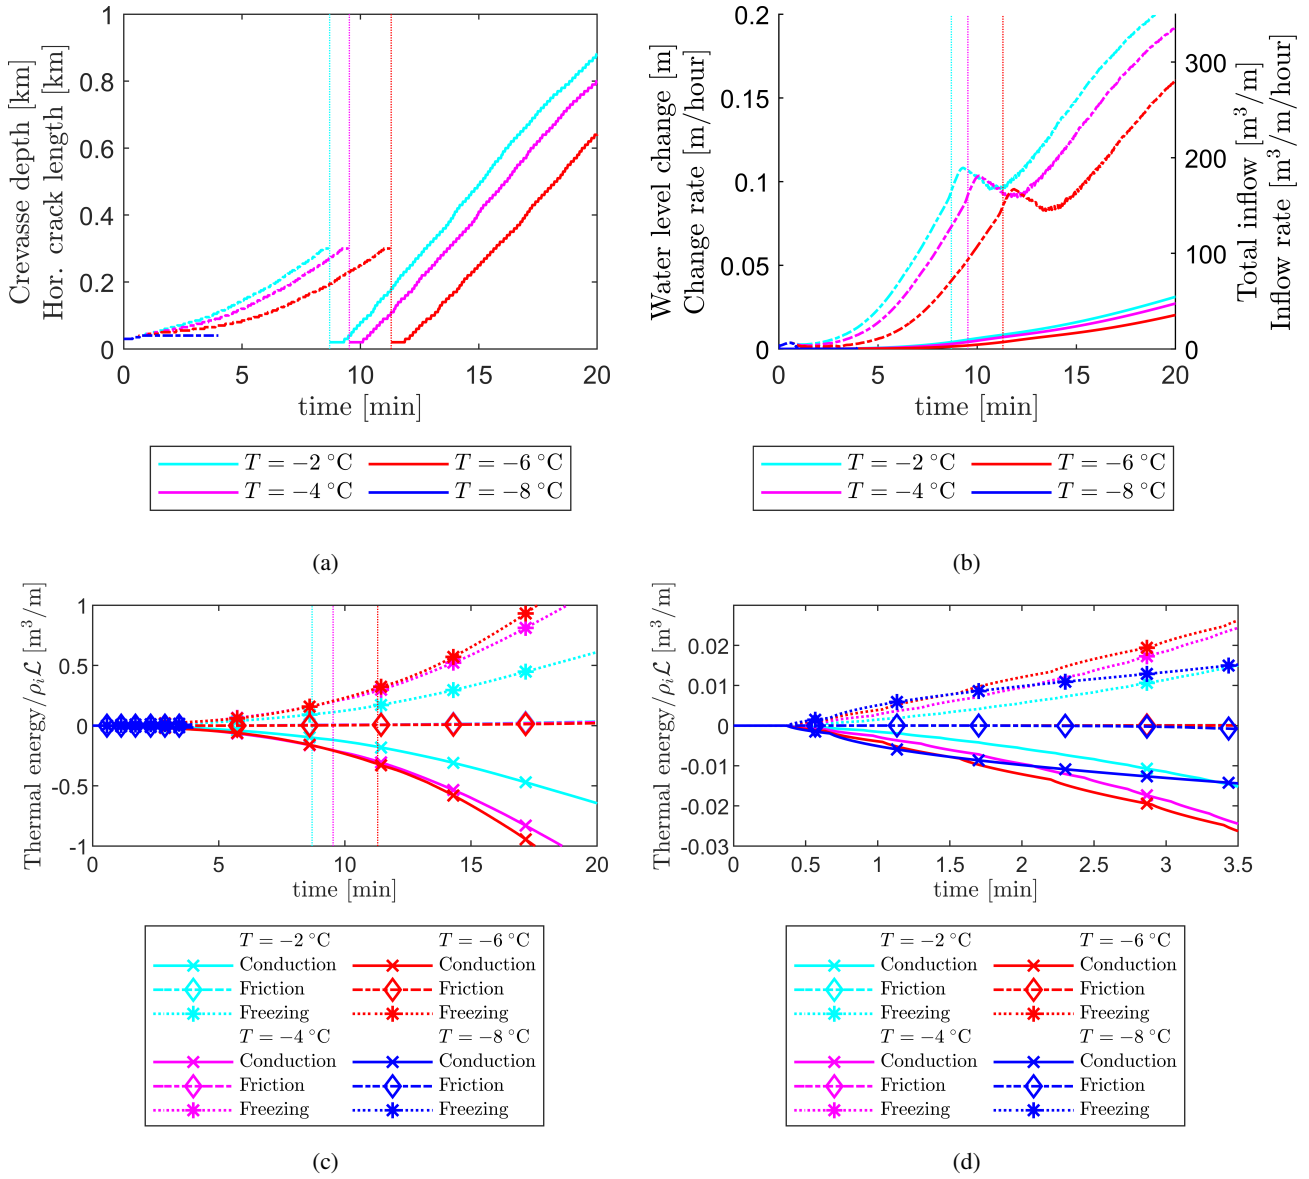 Crevasse depth [km]
Hor. crack length [km]
1
0.8
0.6
0.4
0.2
0
0 5 10 15 20
time [min]
T = −2 °C T = −6 °C
T = −4 °C T = −8 °C
(a)
Water level change [m]
Change rate [m/hour]
0.2
0.15
0.1
0.05
0
300
200
100
0
Total inflow [m³/m]
Inflow rate [m³/m/hour]
0 5 10 15 20
time [min]
T = −2 °C T = −6 °C
T = −4 °C T = −8 °C
(b)
Thermal energy/ρᵢℒ [m³/m]
1
0.5
0
-0.5
-1
0 5 10 15 20
time [min]
T = −2 °C T = −6 °C
Conduction Conduction
Friction Friction
Freezing Freezing
T = −4 °C T = −8 °C
Conduction Conduction
Friction Friction
Freezing Freezing
(c)
Thermal energy/ρᵢℒ [m³/m]
0.02
0.01
0
-0.01
-0.02
-0.03
0 0.5 1 1.5 2 2.5 3 3.5
time [min]
T = −2 °C T = −6 °C
Conduction Conduction
Friction Friction
Freezing Freezing
T = −4 °C T = −8 °C
Conduction Conduction
Friction Friction
Freezing Freezing
(d)